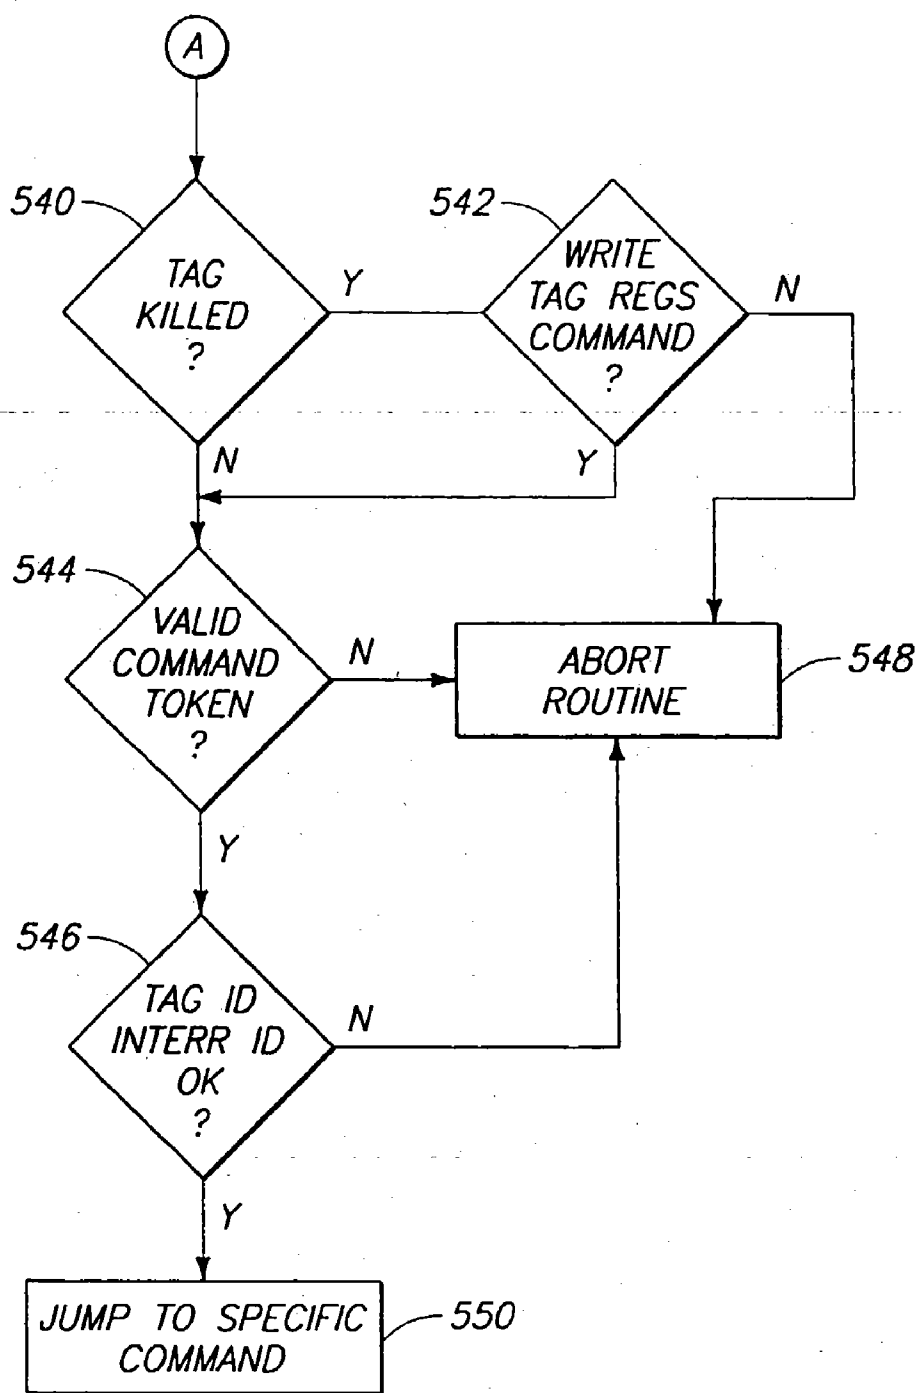 A
540
TAG
KILLED
?
Y
N
542
WRITE
TAG REGS
COMMAND
?
N
Y
544
VALID
COMMAND
TOKEN
?
N
Y
ABORT
ROUTINE
548
546
TAG ID
INTERR ID
OK
?
N
Y
JUMP TO SPECIFIC
COMMAND
550